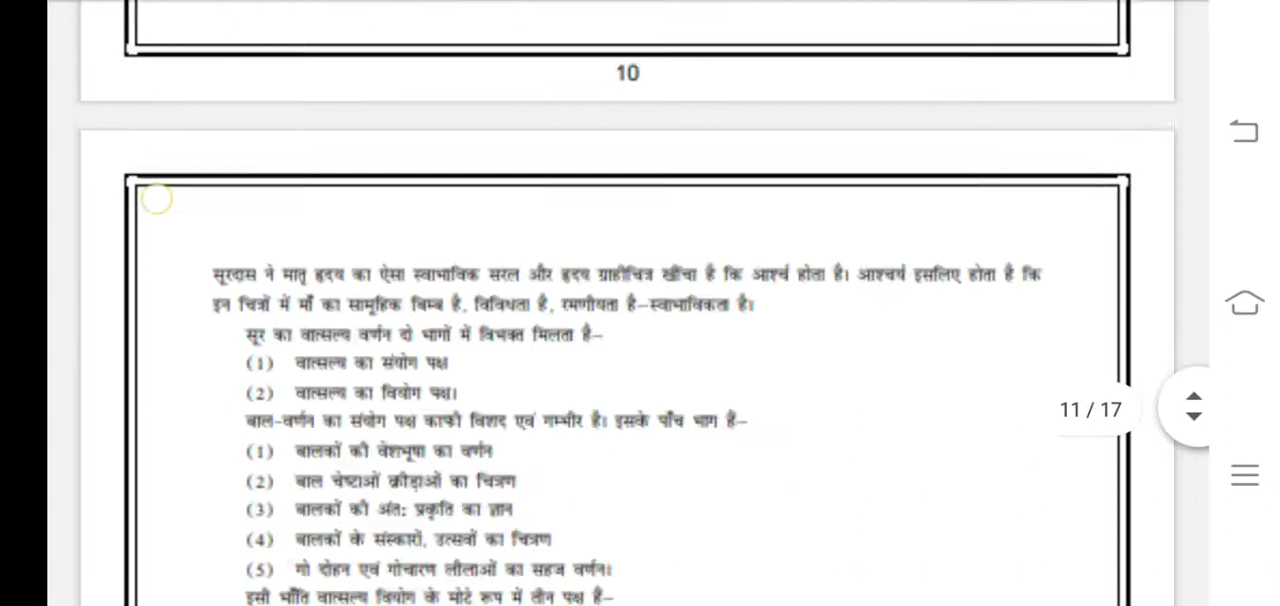 10
सूरदास ने मातृ हृदय का ऐसा स्वाभाविक सरल और हृदय ग्राहीचित्र खींचा है कि आश्चर्य होता है। आश्चर्य इसलिए होता है कि
इन चित्रों में माँ का सामूहिक बिम्ब है, विविधता है, रमणीयता है-स्वाभाविकता है।
सूर का वात्सल्य वर्णन दो भागों में विभक्त मिलता है–
(1) वात्सल्य का संयोग पक्ष
(2) वात्सल्य का वियोग पक्ष।
बाल-वर्णन का संयोग पक्ष काफी विशद एवं गम्भीर है। इसके पाँच भाग है–
11 / 17
(1) बालकों की वेशभूषा का वर्णन
(2) बाल चेष्टाओं क्रीड़ाओं का चित्रण
(3) बालकों की अंत: प्रकृति का ज्ञान
(4) बालकों के संस्कारों, उत्सवों का चित्रण
(5) गो दोहन एवं गोचारण लीलाओं का सहज वर्णन।
इसी भाँति वात्सल्य वियोग के मोटे रूप में तीन पक्ष हैं–